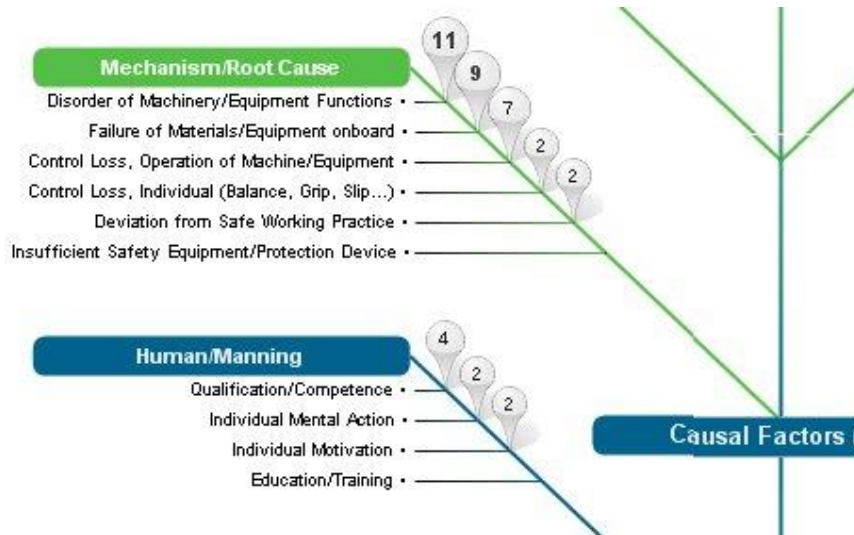 11
Mechanism/Root Cause
9
Disorder of Machinery/Equipment Functions •
7
Failure of Materials/Equipment onboard •
2
Control Loss, Operation of Machine/Equipment •
2
Control Loss, Individual (Balance, Grip, Slip...) •
Deviation from Safe Working Practice •
Insufficient Safety Equipment/Protection Device •
4
Human/Manning
2
Qualification/Competence •
2
Individual Mental Action •
Individual Motivation •
Education/Training •
Causal Factors